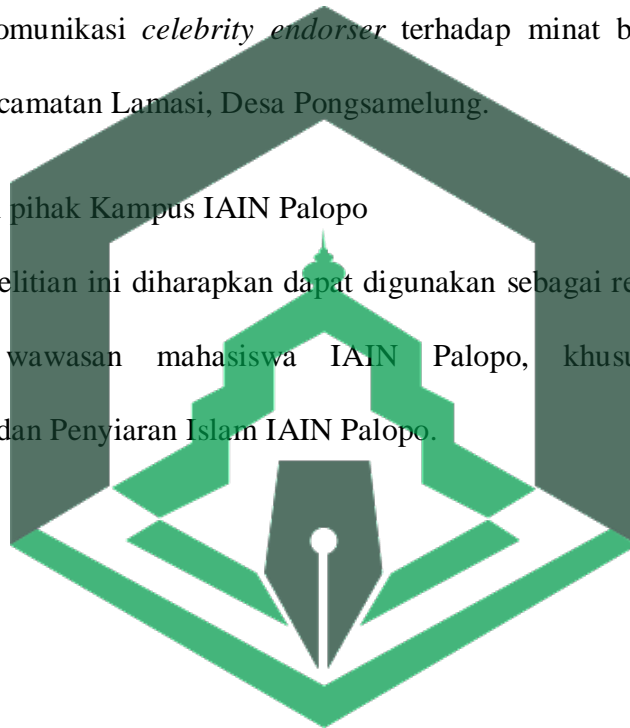 omunikasi celebrity endorser terhadap minat b
camatan Lamasi, Desa Pongsamelung.
pihak Kampus IAIN Palopo
elitian ini diharapkan dapat digunakan sebagai re
wawasan mahasiswa IAIN Palopo, khusu
dan Penyiaran Islam IAIN Palopo.